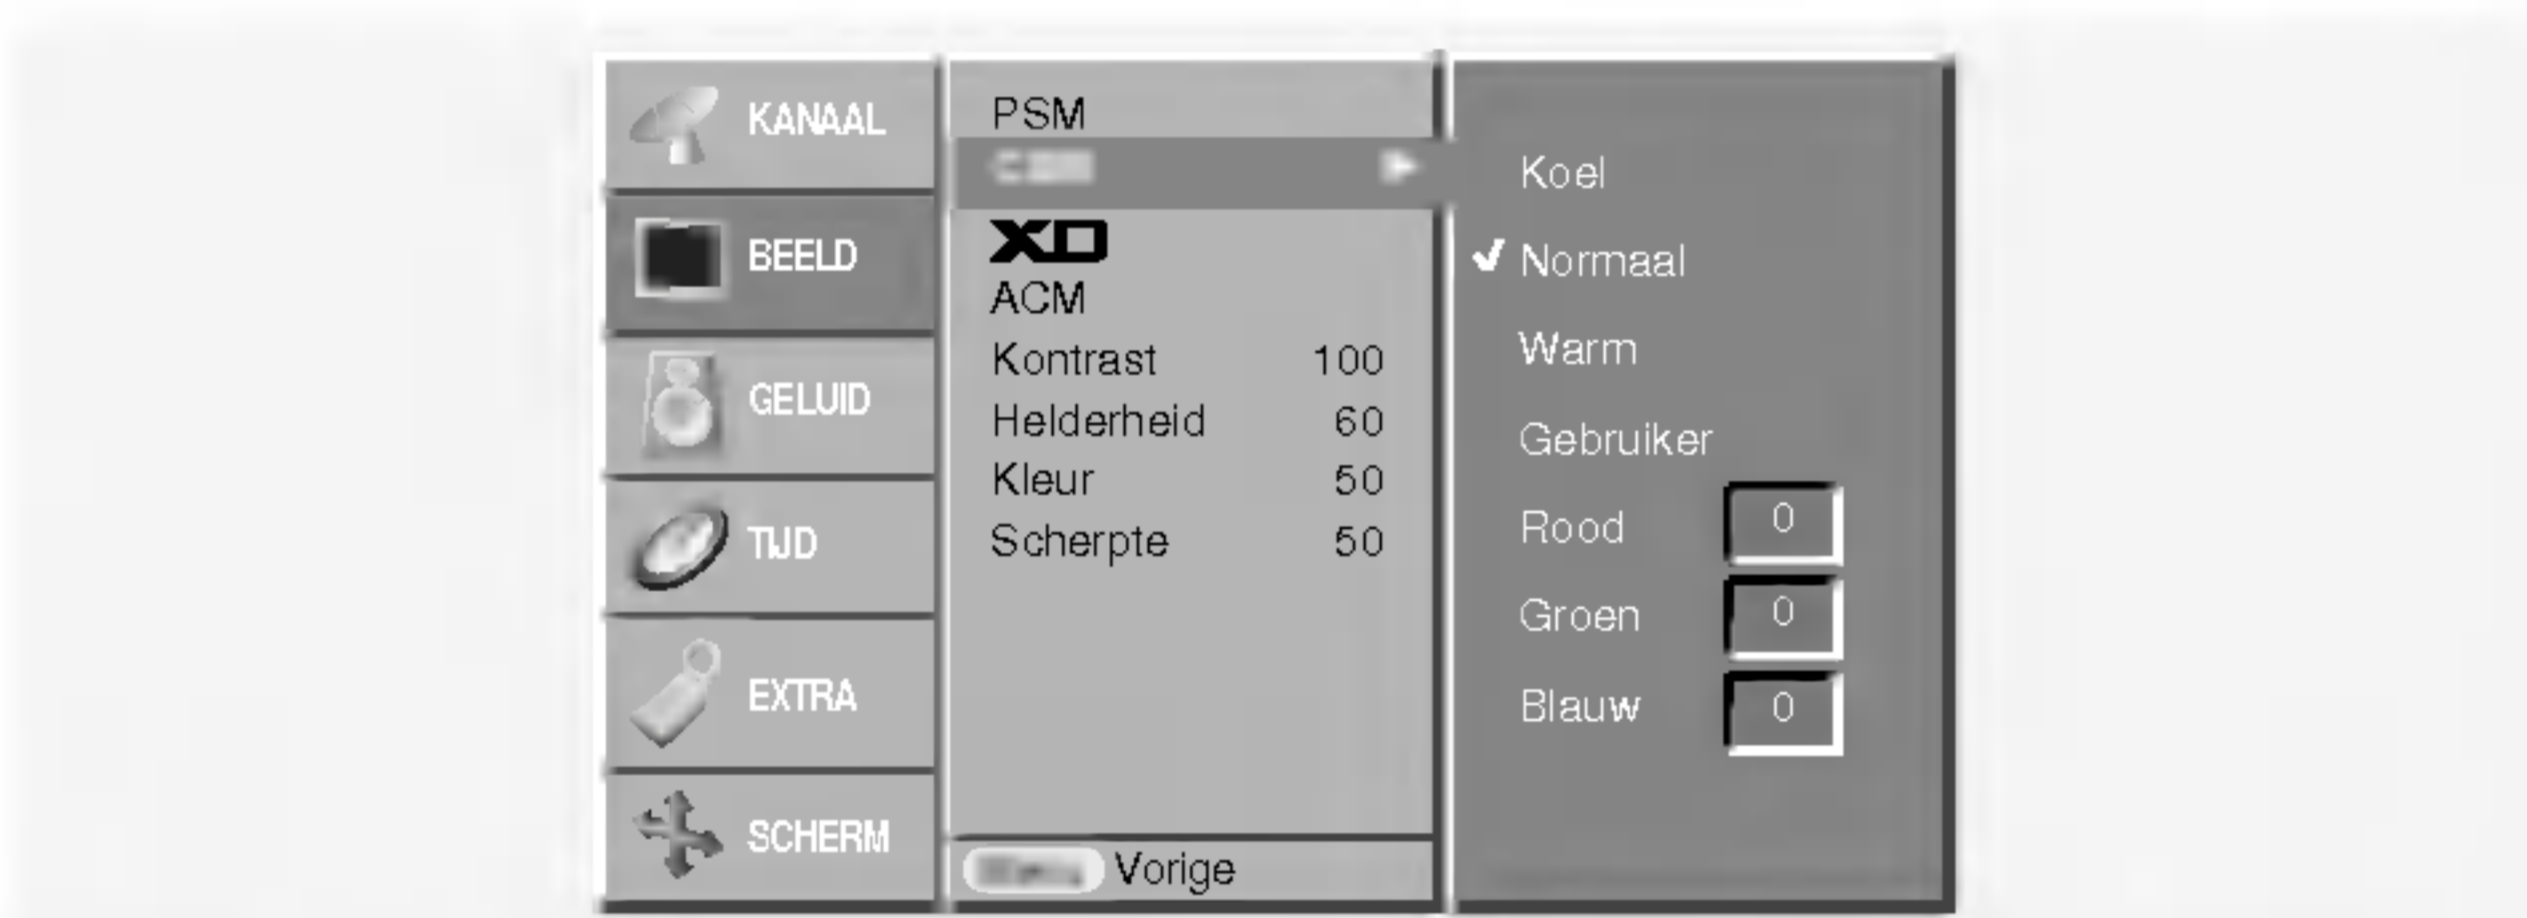 KANAAL
BEELD
GELUID
TIJD
EXTRA
SCHERM
PSM
XD
ACM
Kontrast 100
Helderheid 60
Kleur 50
Scherpte 50
Vorige
Koel
Normaal
Warm
Gebruiker
Rood 0
Groen 0
Blauw 0